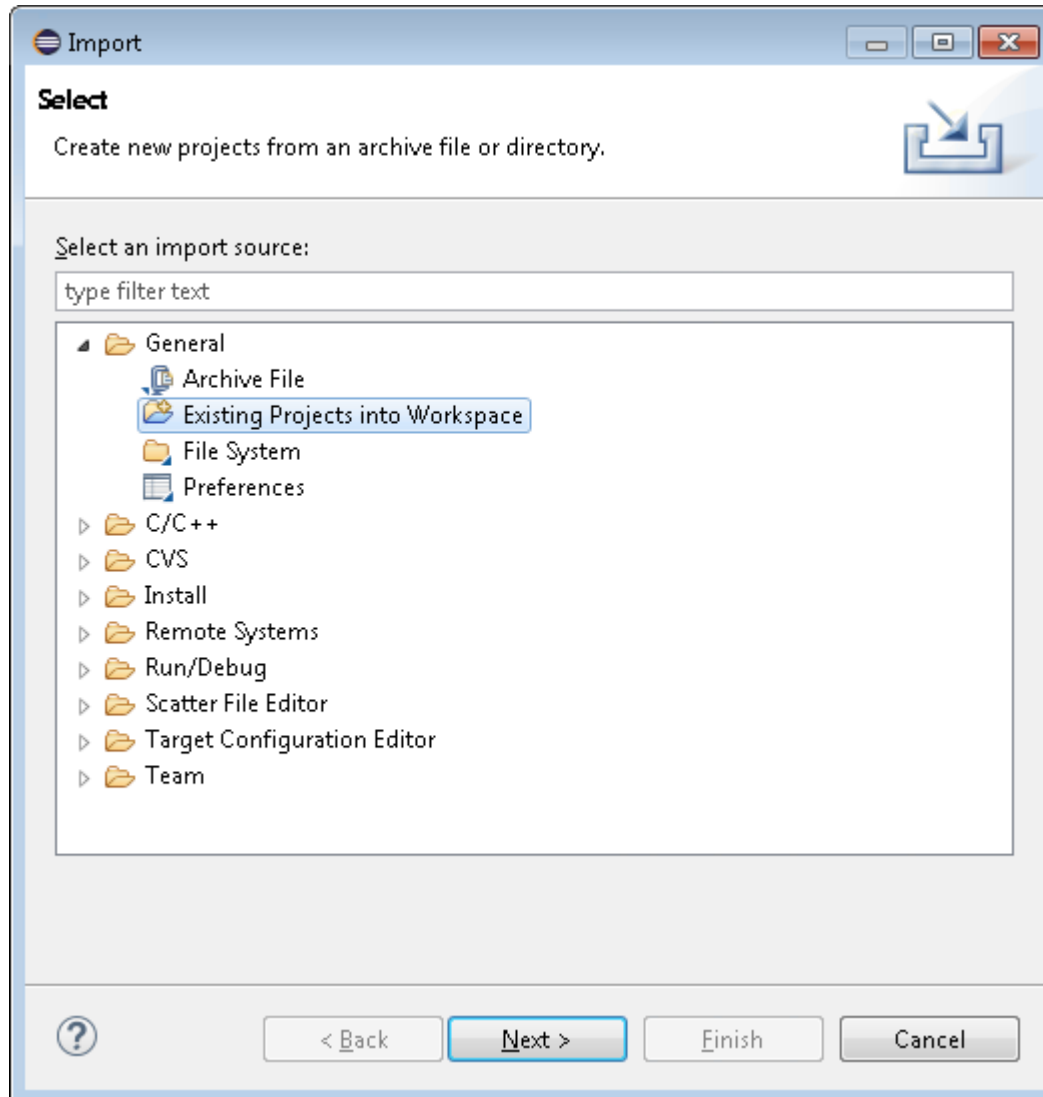 Import
Select
Create new projects from an archive file or directory.
Select an import source:
type filter text
General
Archive File
Existing Projects into Workspace
File System
Preferences
C/C++
CVS
Install
Remote Systems
Run/Debug
Scatter File Editor
Target Configuration Editor
Team
? < Back Next > Finish Cancel